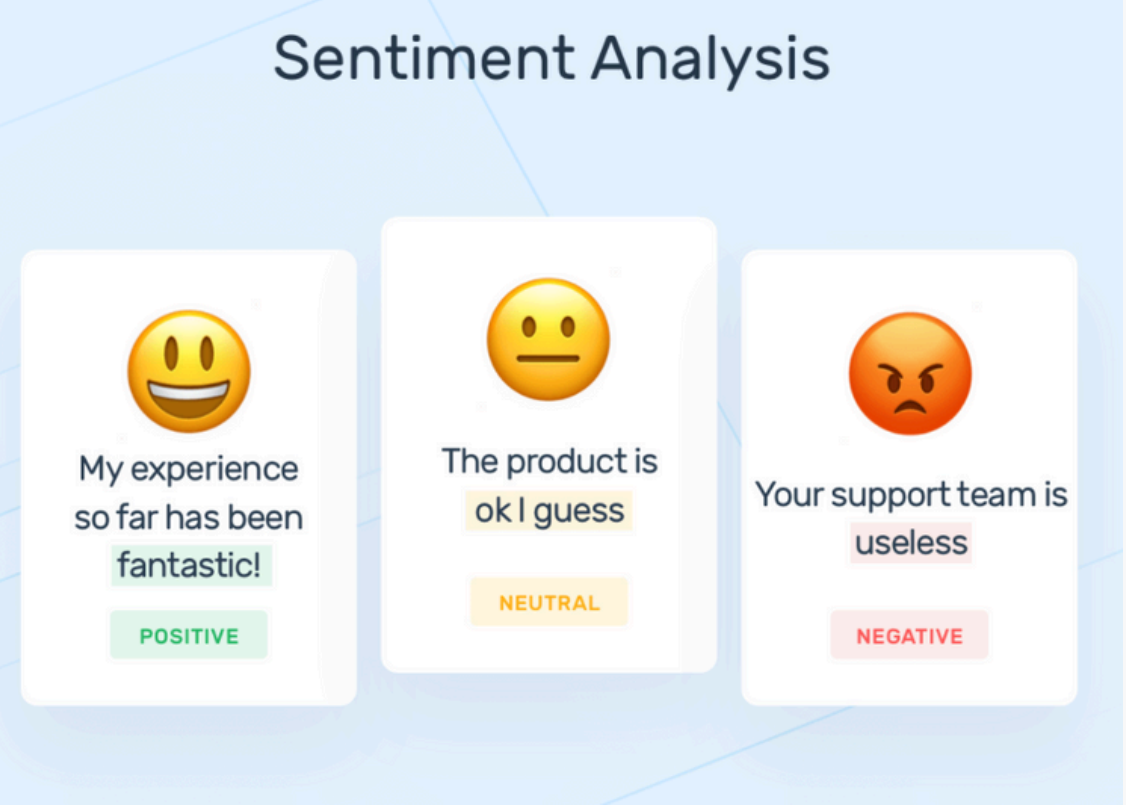 Sentiment Analysis
My experience
so far has been
fantastic!
POSITIVE
The product is
ok I guess
NEUTRAL
Your support team is
useless
NEGATIVE